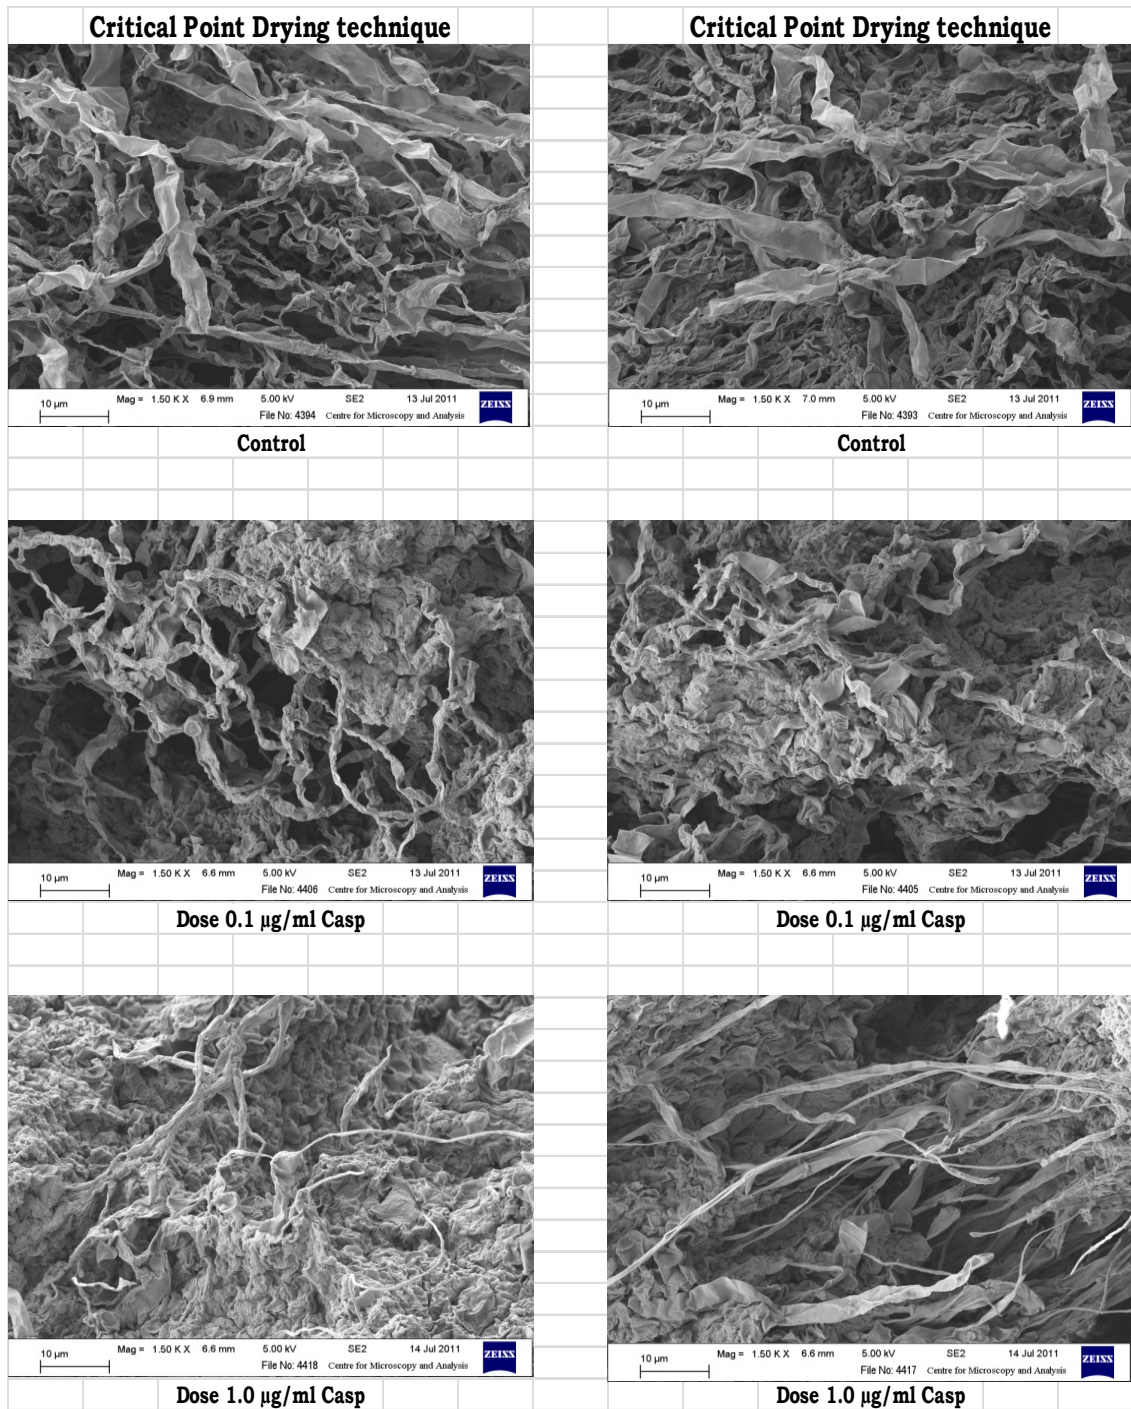 Critical Point Drying technique
Critical Point Drying technique
10 µm
Mag = 1.50 K X 6.9 mm 5.00 kV SE2 13 Jul 2011
File No: 4394 Centre for Microscopy and Analysis
ZEISS
10 µm
Mag = 1.50 K X 7.0 mm 5.00 kV SE2 13 Jul 2011
File No: 4393 Centre for Microscopy and Analysis
ZEISS
Control
Control
10 µm
Mag = 1.50 K X 6.6 mm 5.00 kV SE2 13 Jul 2011
File No: 4406 Centre for Microscopy and Analysis
ZEISS
10 µm
Mag = 1.50 K X 6.6 mm 5.00 kV SE2 13 Jul 2011
File No: 4405 Centre for Microscopy and Analysis
ZEISS
Dose 0.1 µg/ml Casp
Dose 0.1 µg/ml Casp
10 µm
Mag = 1.50 K X 6.6 mm 5.00 kV SE2 14 Jul 2011
File No: 4418 Centre for Microscopy and Analysis
ZEISS
10 µm
Mag = 1.50 K X 6.6 mm 5.00 kV SE2 14 Jul 2011
File No: 4417 Centre for Microscopy and Analysis
ZEISS
Dose 1.0 µg/ml Casp
Dose 1.0 µg/ml Casp